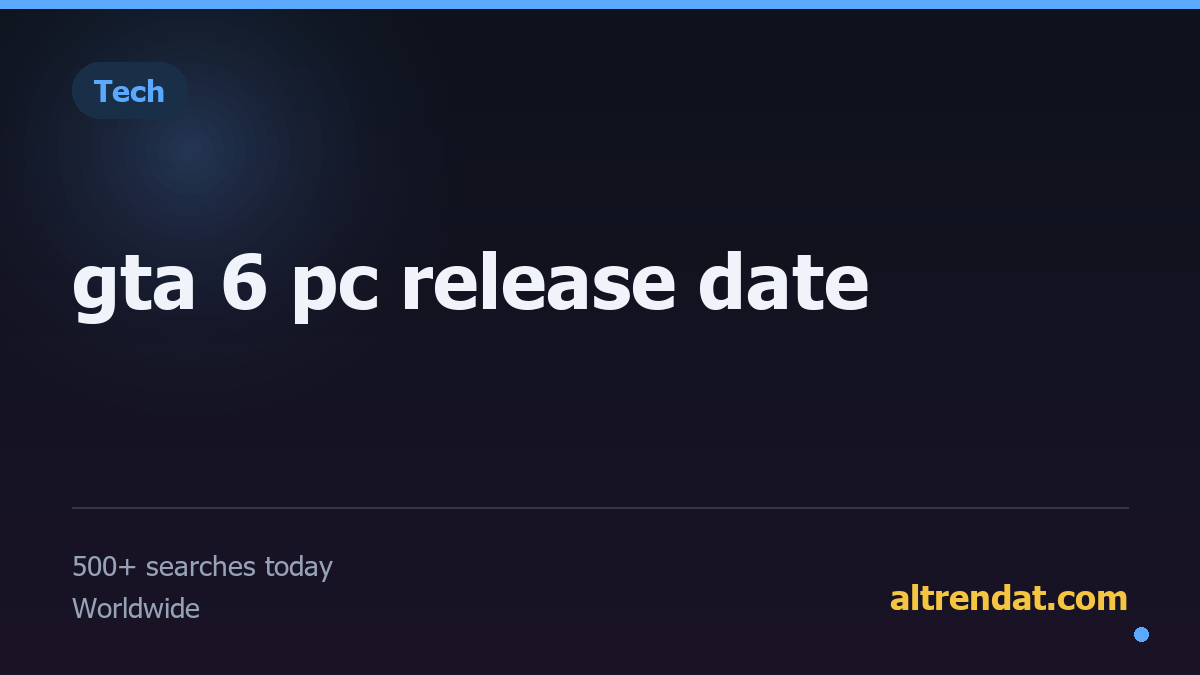 Tech
gta 6 pc release date
500+ searches today
Worldwide
altrendat.com